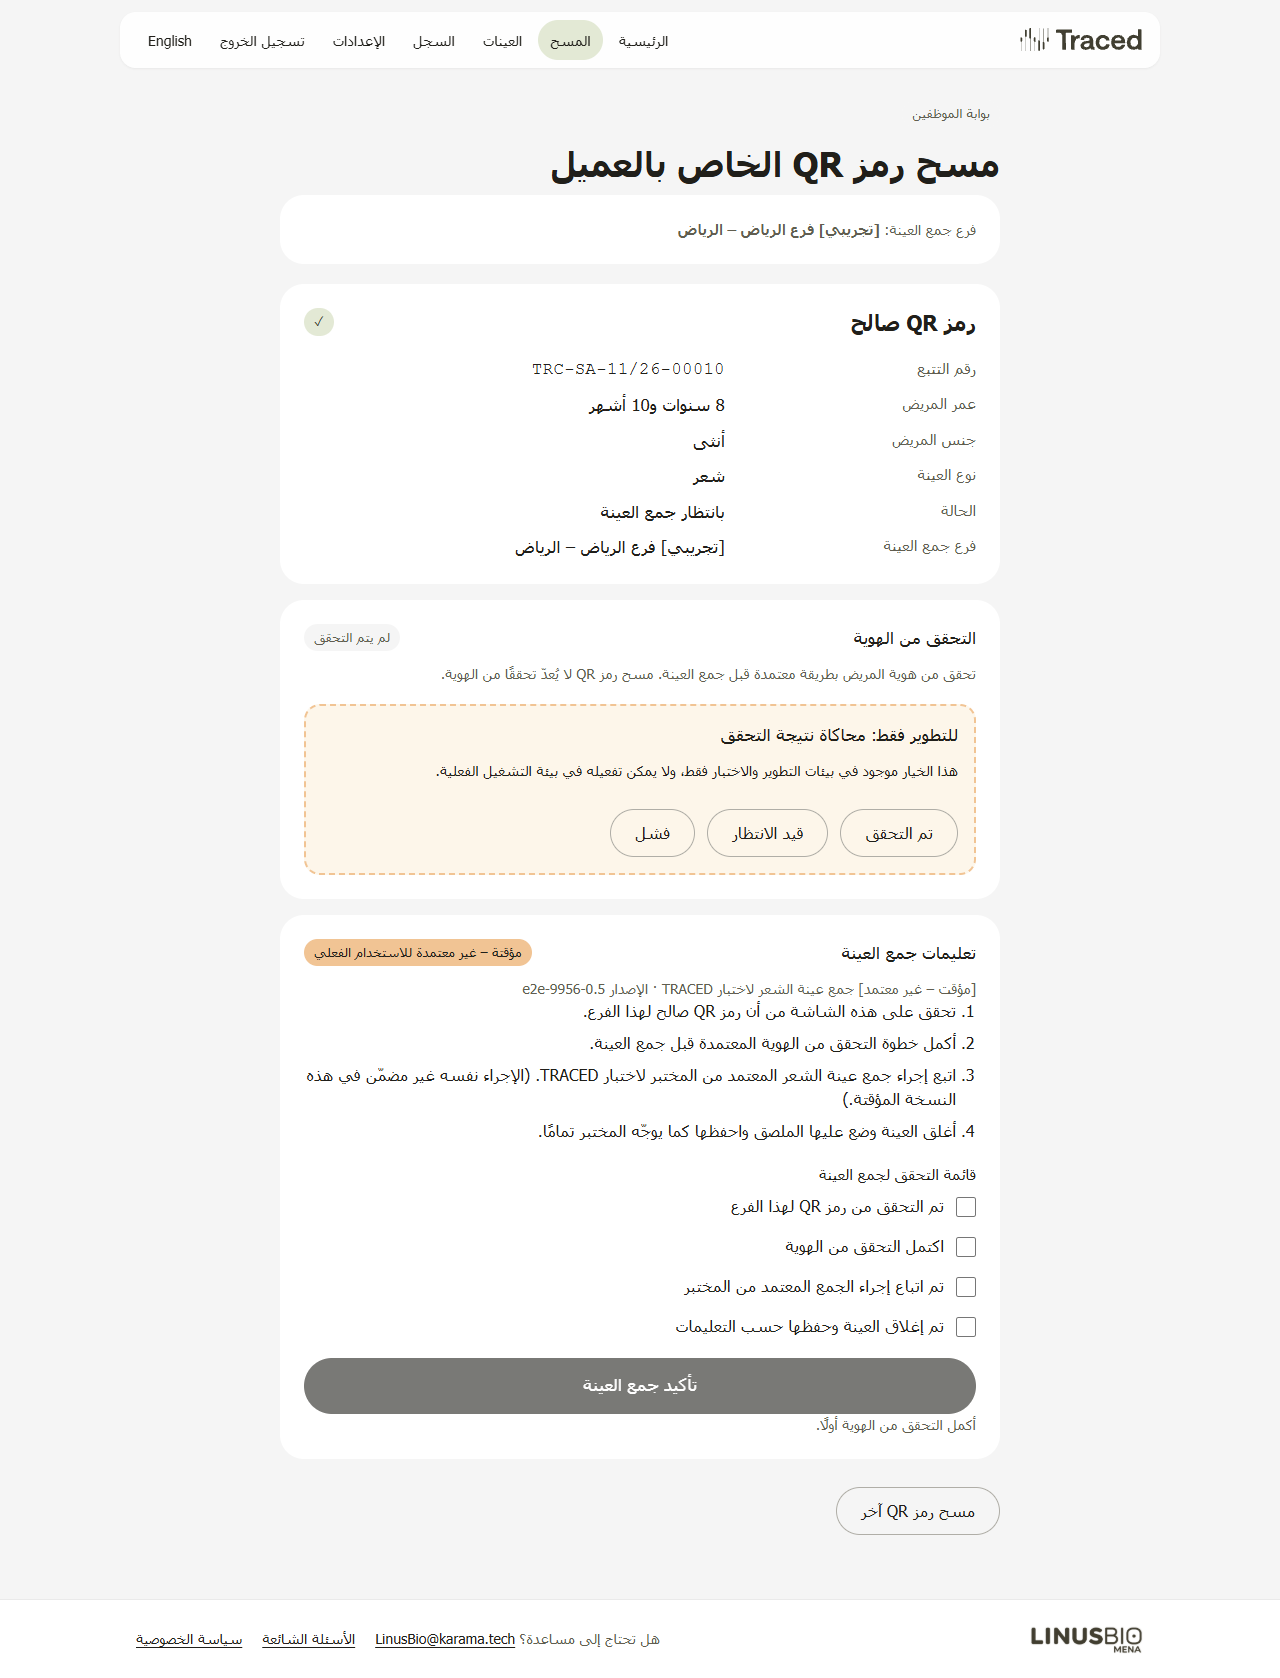 Traced
الرئيسية
المسح
العينات
السجل
الإعدادات
تسجيل الخروج
English
بوابة الموظفين
مسح رمز QR الخاص بالعميل
فرع جمع العينة: [تجريبي] فرع الرياض – الرياض
رمز QR صالح
✓
رقم التتبع TRC-SA-11/26-00010
عمر المريض 8 سنوات و10 أشهر
جنس المريض أنثى
نوع العينة شعر
الحالة بانتظار جمع العينة
فرع جمع العينة [تجريبي] فرع الرياض – الرياض
التحقق من الهوية
لم يتم التحقق
تحقق من هوية المريض بطريقة معتمدة قبل جمع العينة. مسح رمز QR لا يُعدّ تحققًا من الهوية.
للتطوير فقط: محاكاة نتيجة التحقق
هذا الخيار موجود في بيئات التطوير والاختبار فقط، ولا يمكن تفعيله في بيئة التشغيل الفعلية.
تم التحقق
قيد الانتظار
فشل
تعليمات جمع العينة
مؤقتة – غير معتمدة للاستخدام الفعلي
[مؤقت – غير معتمد] جمع عينة الشعر لاختبار TRACED · الإصدار e2e-9956-0.5
1. تحقق على هذه الشاشة من أن رمز QR صالح لهذا الفرع.
2. أكمل خطوة التحقق من الهوية المعتمدة قبل جمع العينة.
3. اتبع إجراء جمع عينة الشعر المعتمد من المختبر لاختبار TRACED. (الإجراء نفسه غير مضمّن في هذه
النسخة المؤقتة.)
4. أغلق العينة وضع عليها الملصق واحفظها كما يوجّه المختبر تمامًا.
قائمة التحقق لجمع العينة
تم التحقق من رمز QR لهذا الفرع
اكتمل التحقق من الهوية
تم اتباع إجراء الجمع المعتمد من المختبر
تم إغلاق العينة وحفظها حسب التعليمات
تأكيد جمع العينة
أكمل التحقق من الهوية أولًا.
مسح رمز QR آخر
LINUSBIO
MENA
هل تحتاج إلى مساعدة؟ LinusBio@karama.tech
الأسئلة الشائعة
سياسة الخصوصية